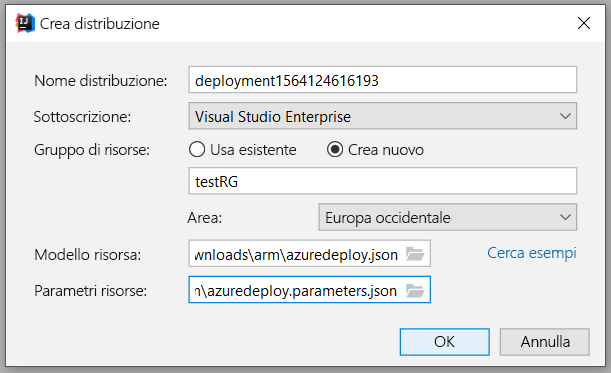 Crea distribuzione
Nome distribuzione: deployment1564124616193
Sottoscrizione: Visual Studio Enterprise
Gruppo di risorse: Usa esistente Crea nuovo
testRG
Area: Europa occidentale
Modello risorsa: wnloads\arm\azuredeploy.json Cerca esempi
Parametri risorse: n\azuredeploy.parameters.json
OK Annulla